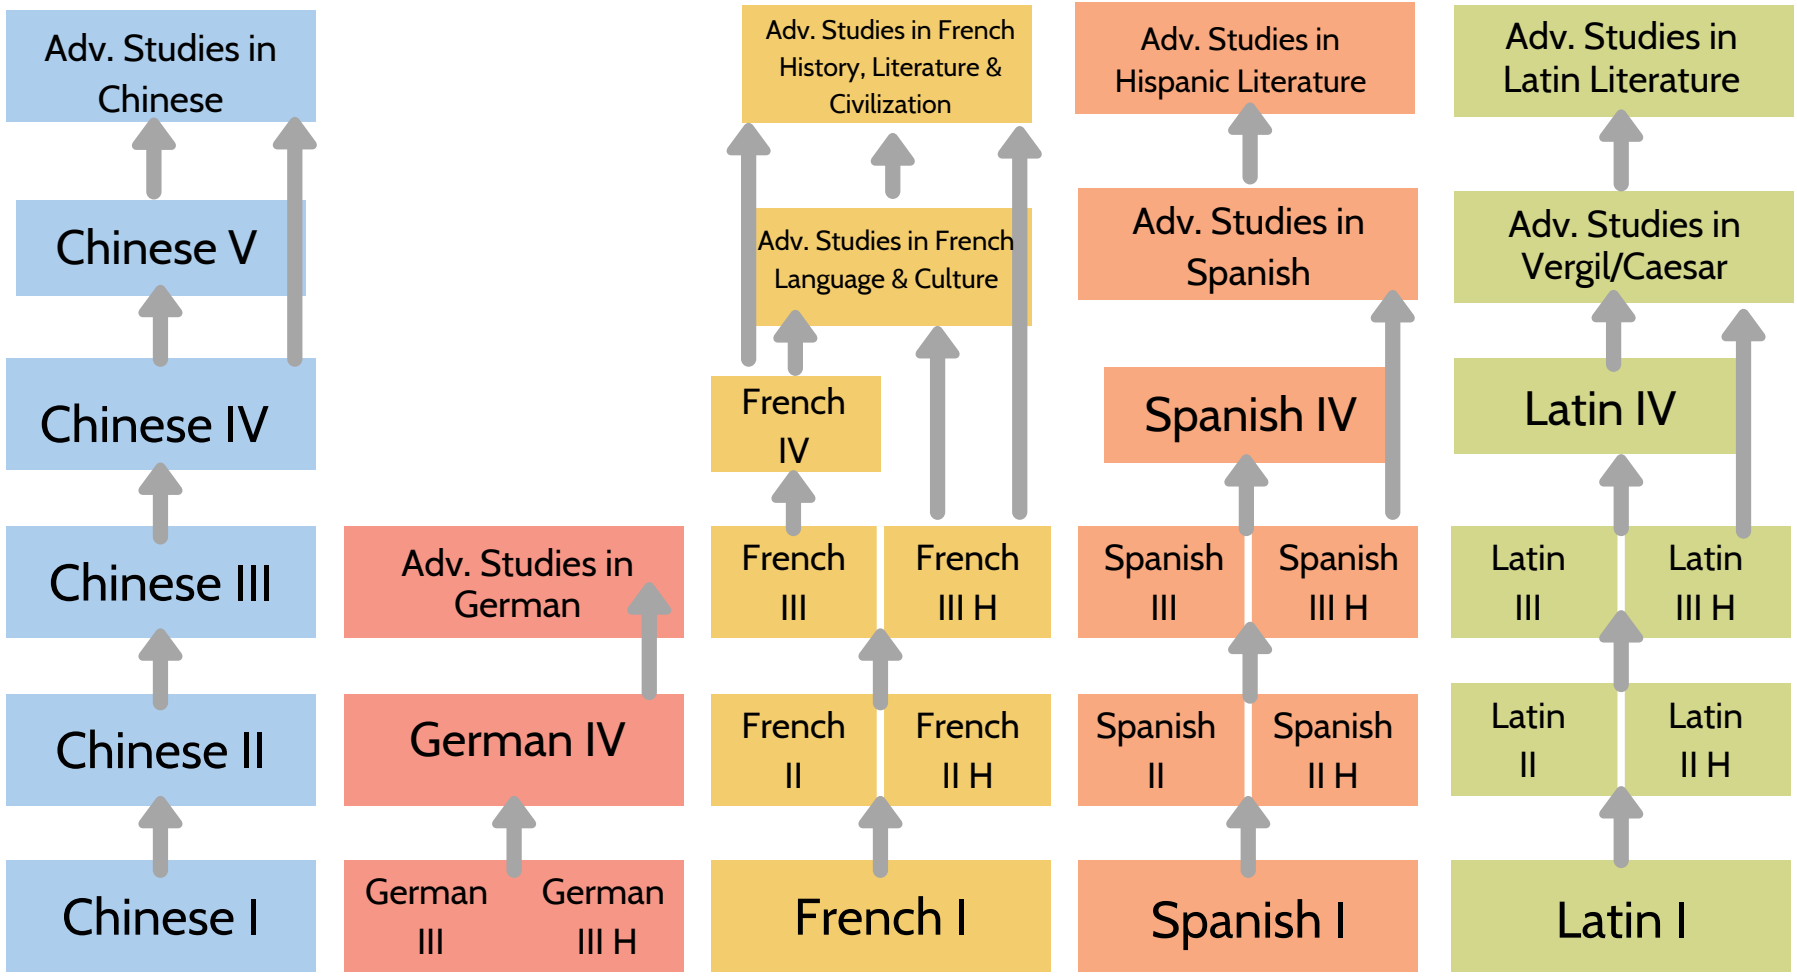 Adv. Studies in
Chinese
Chinese V
Chinese IV
Chinese III
Chinese II
Chinese I
Adv. Studies in
German
German IV
German
III
German
III H
Adv. Studies in French
History, Literature &
Civilization
Adv. Studies in French
Language & Culture
French
IV
French
III
French
III H
French
II
French
II H
French I
Adv. Studies in
Hispanic Literature
Adv. Studies in
Spanish
Spanish IV
Spanish
III
Spanish
III H
Spanish
II
Spanish
II H
Spanish I
Adv. Studies in
Latin Literature
Adv. Studies in
Vergil/Caesar
Latin IV
Latin
III
Latin
III H
Latin
II
Latin
II H
Latin I